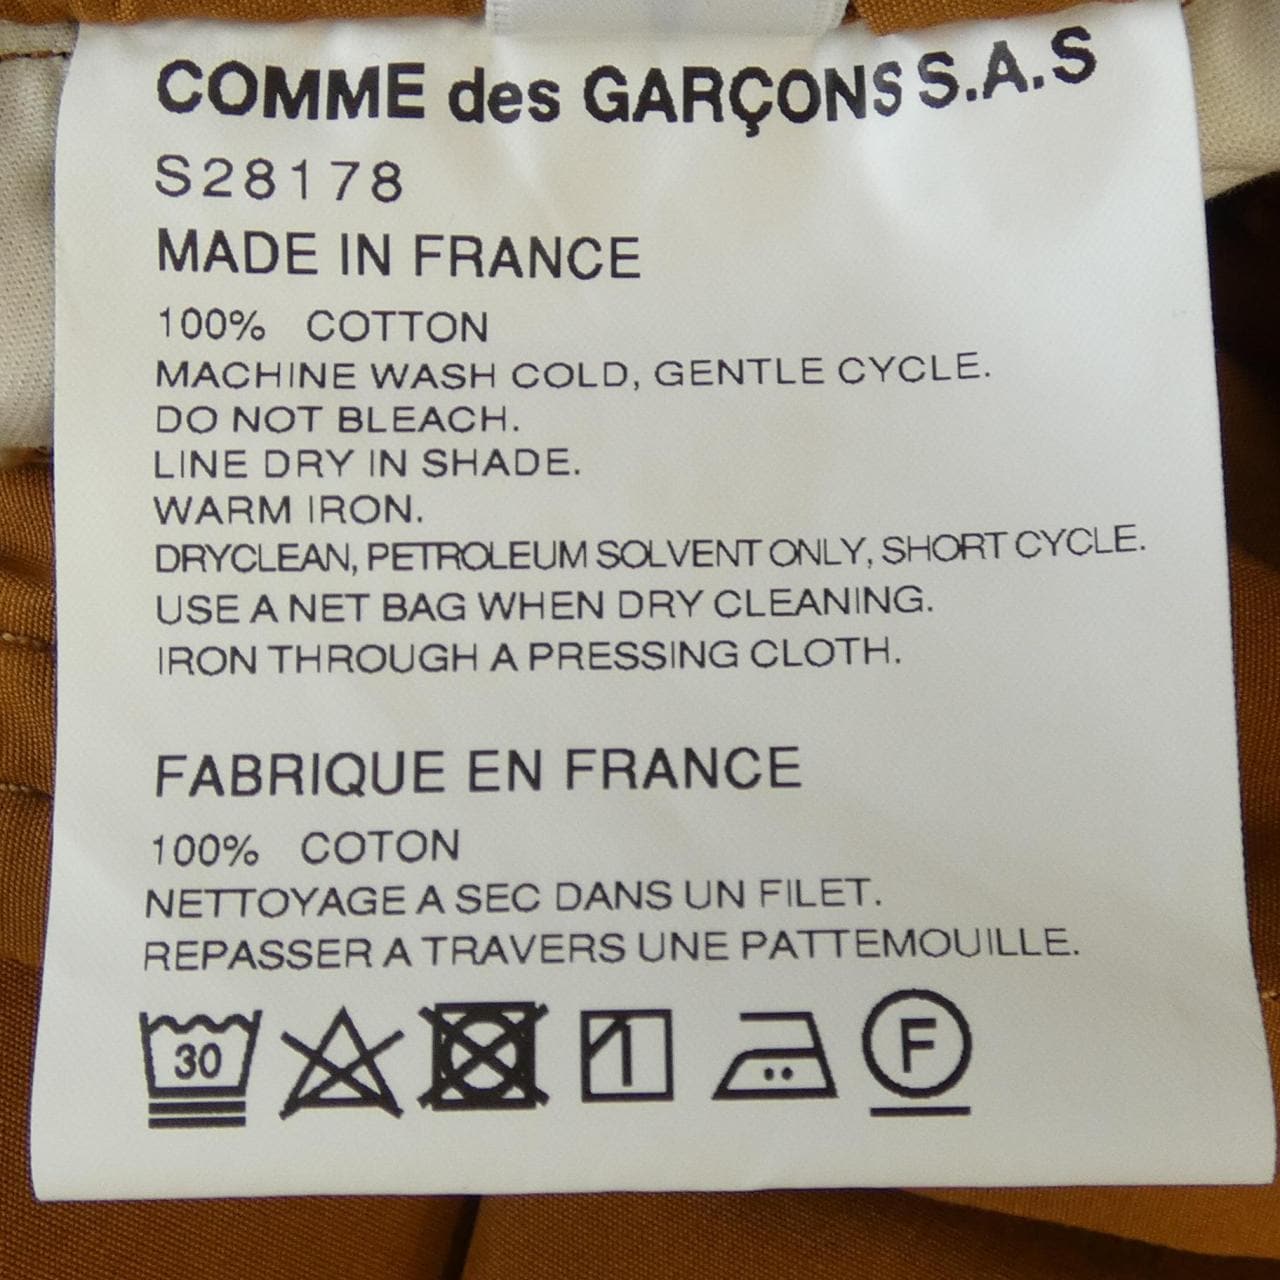 COMME des GARÇONS S.A.S
S28178
MADE IN FRANCE
100% COTTON
MACHINE WASH COLD, GENTLE CYCLE.
DO NOT BLEACH.
LINE DRY IN SHADE.
WARM IRON.
DRYCLEAN, PETROLEUM SOLVENT ONLY, SHORT CYCLE.
USE A NET BAG WHEN DRY CLEANING.
IRON THROUGH A PRESSING CLOTH.
FABRIQUE EN FRANCE
100% COTON
NETTOYAGE A SEC DANS UN FILET.
REPASSER A TRAVERS UNE PATTEMOUILLE.
30 F